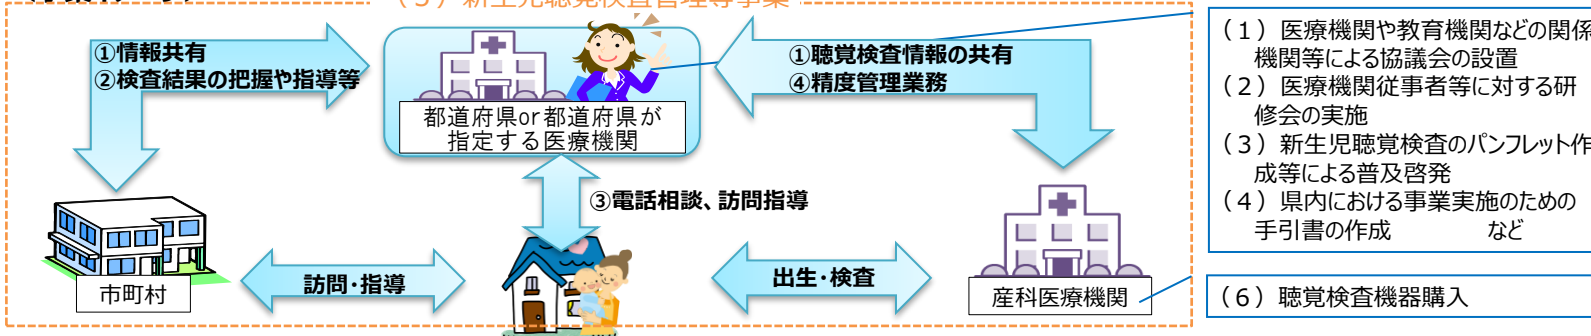 (5)新生児聴覚検査管理等事業
①情報共有
②検査結果の把握や指導等
①聴覚検査情報の共有
④精度管理業務
都道府県or都道府県が
指定する医療機関
③電話相談、訪問指導
市町村
訪問・指導
出生・検査
産科医療機関
(1)医療機関や教育機関などの関係
機関等による協議会の設置
(2)医療機関従事者等に対する研
修会の実施
(3)新生児聴覚検査のパンフレット作
成等による普及啓発
(4)県内における事業実施のための
手引書の作成 など
(6)聴覚検査機器購入